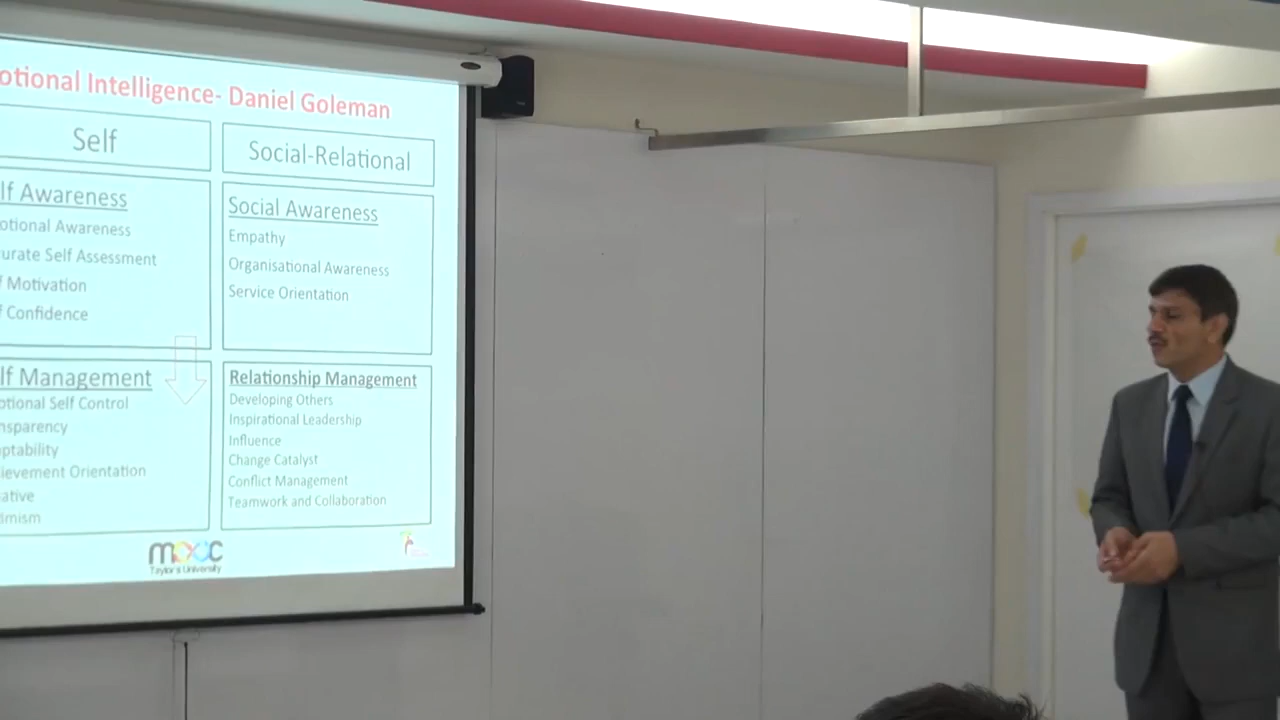 otional Intelligence- Daniel Goleman
Self
Social-Relational
lf Awareness
otional Awareness
urate Self Assessment
f Motivation
f Confidence
Social Awareness
Empathy
Organisational Awareness
Service Orientation
lf Management
otional Self Control
nsparency
ptability
ievement Orientation
iative
imism
Relationship Management
Developing Others
Inspirational Leadership
Influence
Change Catalyst
Conflict Management
Teamwork and Collaboration
mooc
Taylor's University